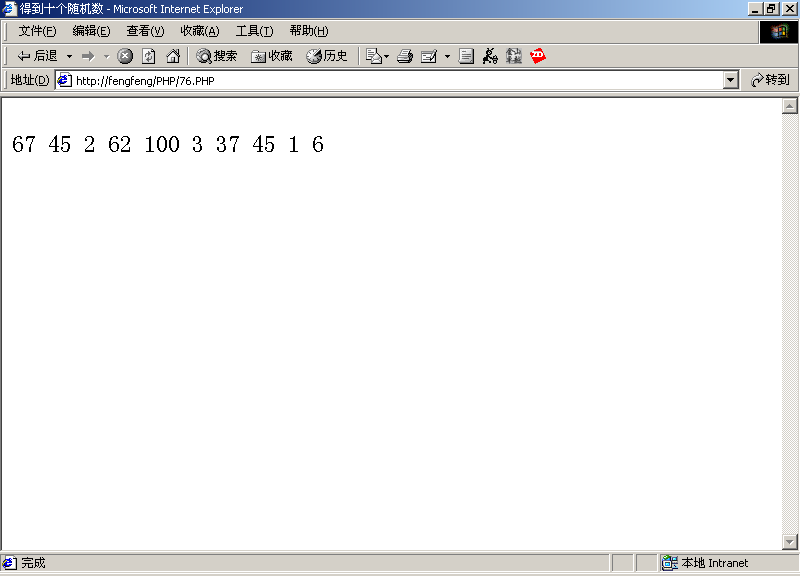 得到十个随机数 - Microsoft Internet Explorer
文件(F) 编辑(E) 查看(V) 收藏(A) 工具(T) 帮助(H)
后退 搜索 收藏 历史
地址(D) http://fengfeng/PHP/76.PHP 转到
67 45 2 62 100 3 37 45 1 6
完成 本地 Intranet